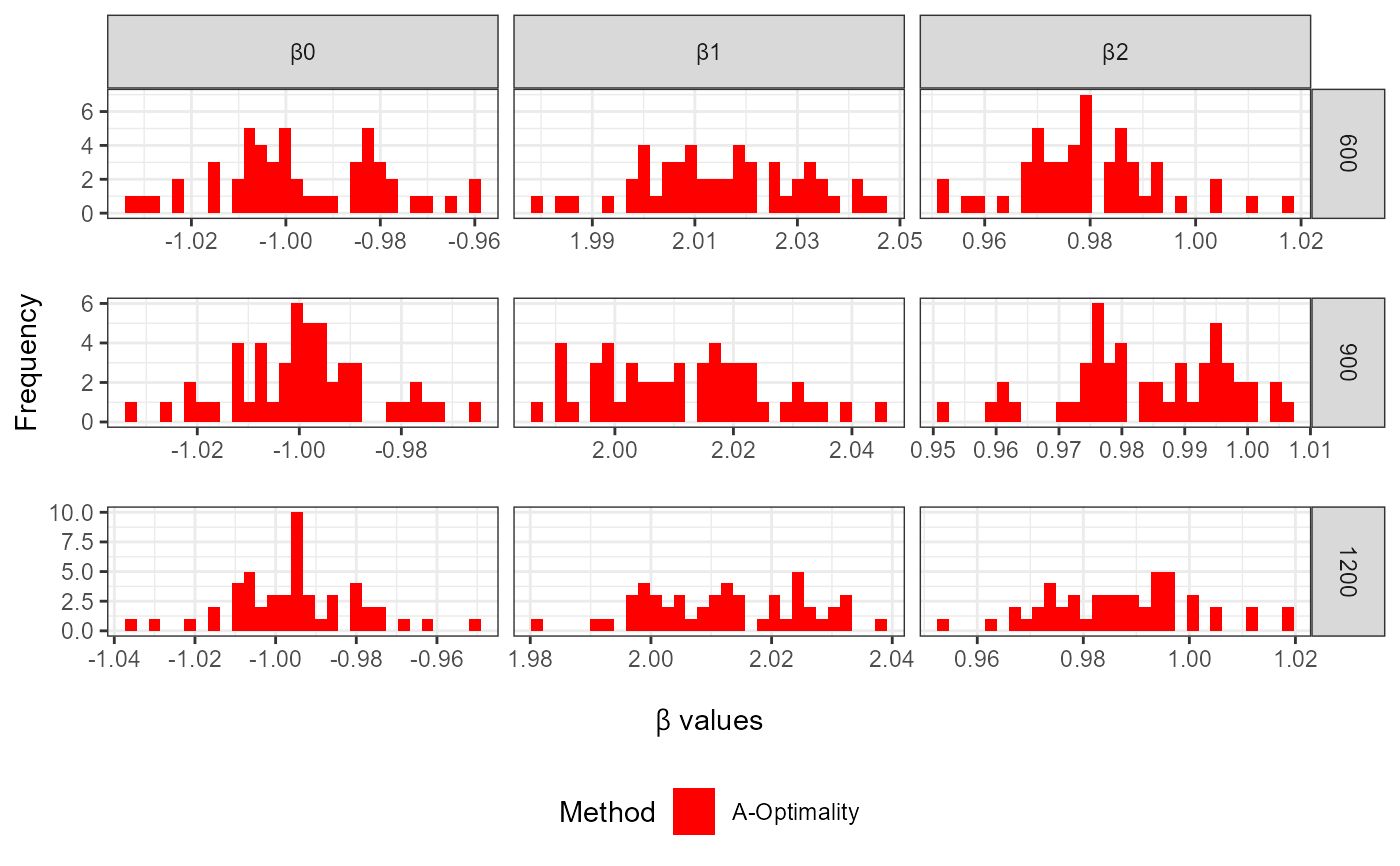 β0 β1 β2
6
4
2
0
600
-1.02 -1.00 -0.98 -0.96 1.99 2.01 2.03 2.05 0.96 0.98 1.00 1.02
Frequency
6
4
2
0
900
-1.02 -1.00 -0.98 2.00 2.02 2.04 0.95 0.96 0.97 0.98 0.99 1.00 1.01
10.0
7.5
5.0
2.5
0.0
1200
-1.04 -1.02 -1.00 -0.98 -0.96 1.98 2.00 2.02 2.04 0.96 0.98 1.00 1.02
β values
Method A-Optimality